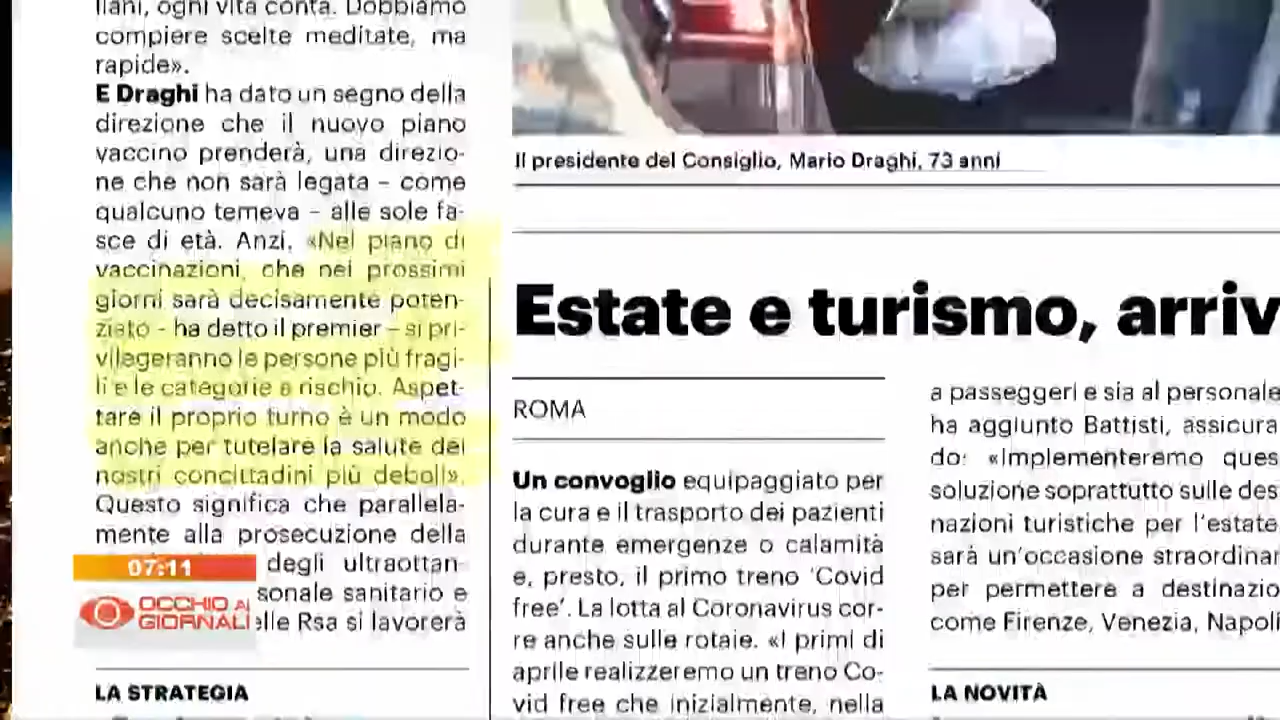 liani, ogni vita conta. Dobbiamo
compiere scelte meditate, ma
rapide».
E Draghi ha dato un segno della
direzione che il nuovo piano
vaccino prenderà, una direzio-
ne che non sarà legata – come
qualcuno temeva – alle sole fa-
sce di età. Anzi, «Nel piano di
vaccinazioni, che nei prossimi
giorni sarà decisamente poten-
ziato - ha detto il premier – si pri-
vilegeranno le persone più fragi-
li e le categorie a rischio. Aspet-
tare il proprio turno è un modo
anche per tutelare la salute dei
nostri concittadini più deboli».
Questo significa che parallela-
mente alla prosecuzione della
degli ultraottan-
sonale sanitario e
elle Rsa si lavorerà
LA STRATEGIA
07:11
OCCHIO AI
GIORNALI
Il presidente del Consiglio, Mario Draghi, 73 anni
Estate e turismo, arriv
ROMA
Un convoglio equipaggiato per
la cura e il trasporto dei pazienti
durante emergenze o calamità
e, presto, il primo treno 'Covid
free'. La lotta al Coronavirus cor-
re anche sulle rotaie. «I primi di
aprile realizzeremo un treno Co-
vid free che inizialmente, nella
a passeggeri e sia al personale
ha aggiunto Battisti, assicura
do: «Implementeremo ques
soluzione soprattutto sulle des
nazioni turistiche per l'estate
sarà un'occasione straordinar
per permettere a destinazio
come Firenze, Venezia, Napoli
LA NOVITÀ